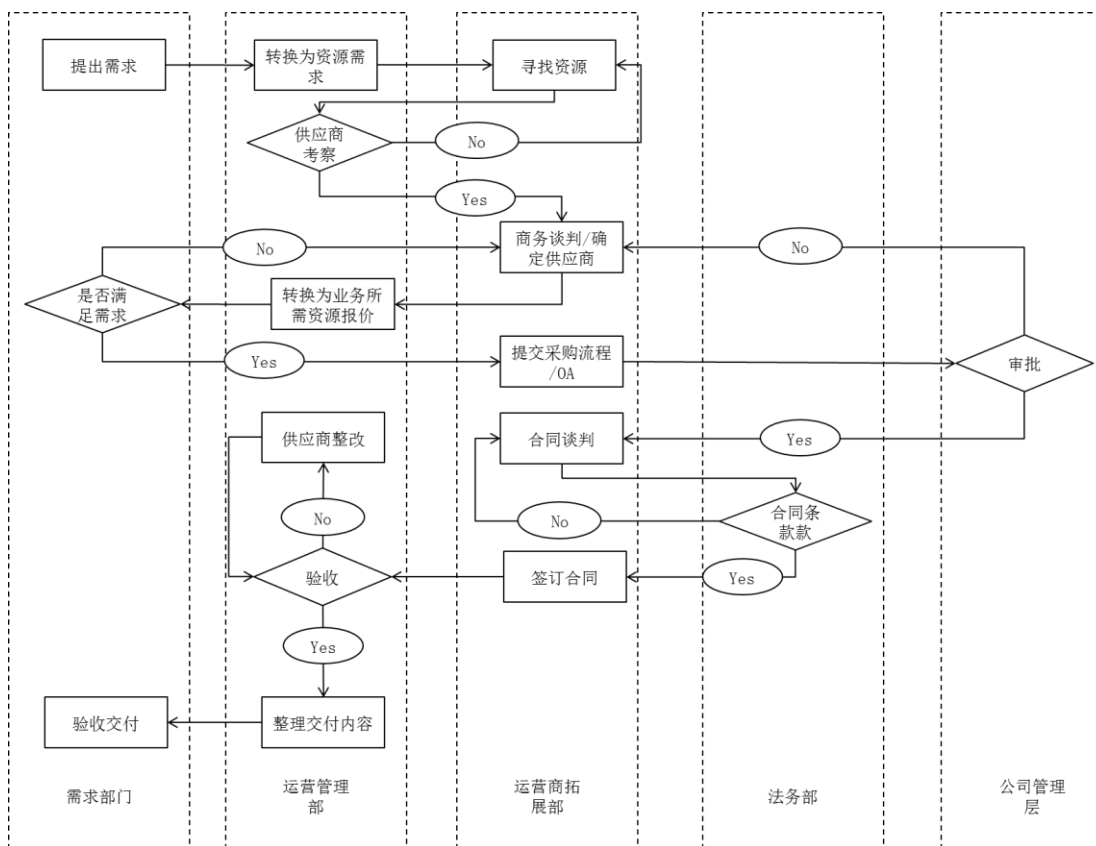 提出需求
转换为资源需
求
寻找资源
供应商
考察
No
Yes
商务谈判/确
定供应商
No
No
是否满
足需求
转换为业务所
需资源报价
Yes
提交采购流程
/OA
审批
供应商整改
合同谈判
Yes
No
No
合同条
款款
验收
签订合同
Yes
Yes
验收交付
整理交付内容
需求部门
运营管理
部
运营商拓
展部
法务部
公司管理
层